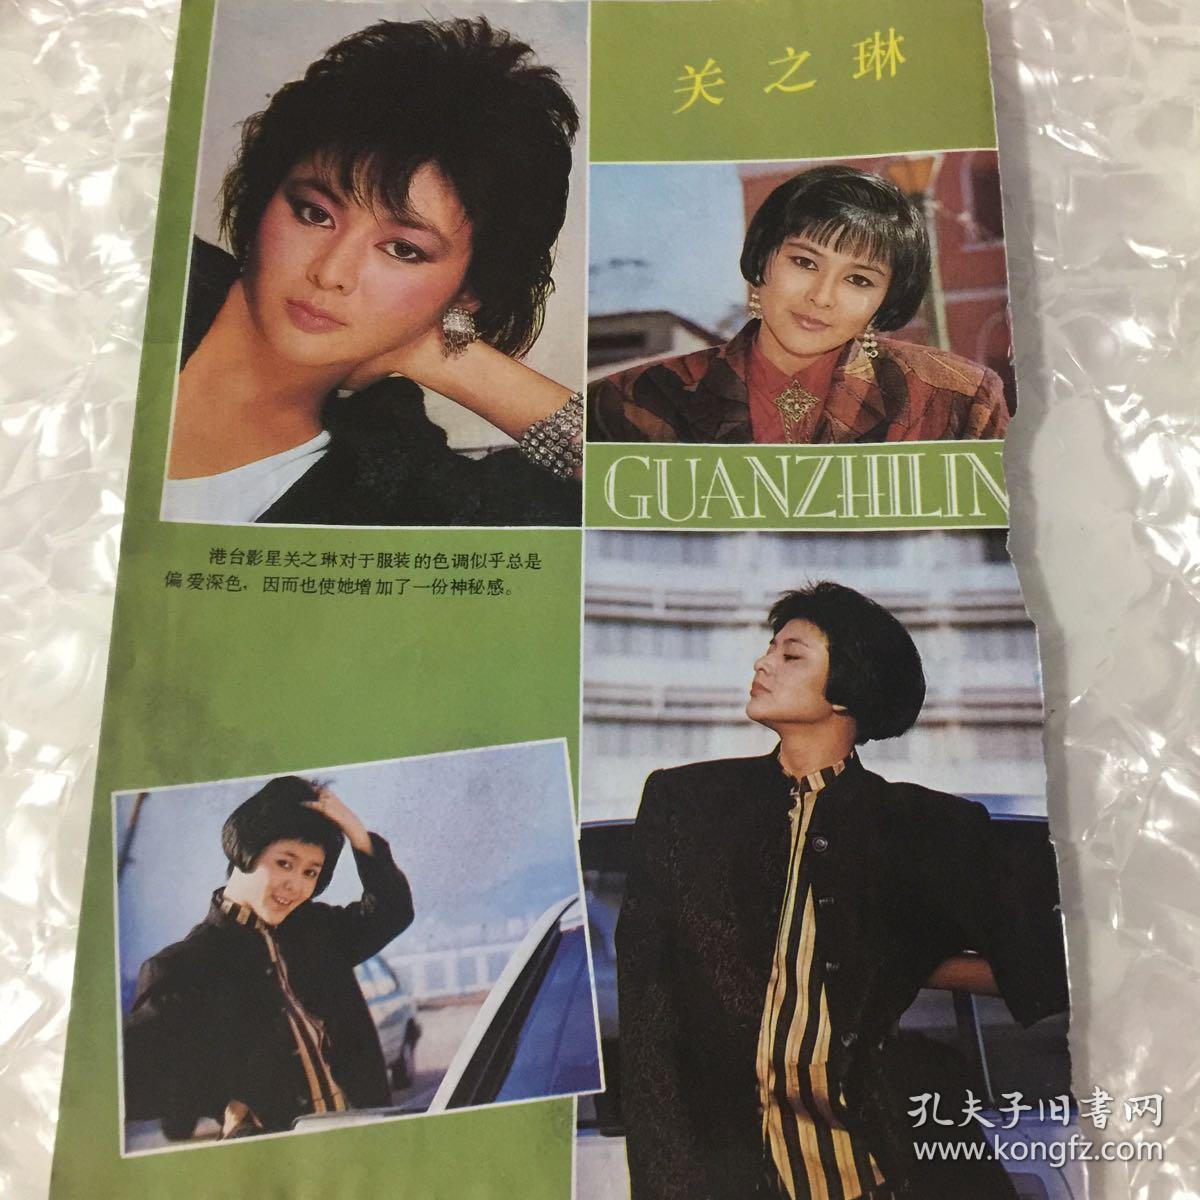 关之琳
GUANZHILIN
港台影星关之琳对于服装的色调似乎总是
偏爱深色，因而也使她增加了一份神秘感。
孔夫子旧書网
www.kongfz.com